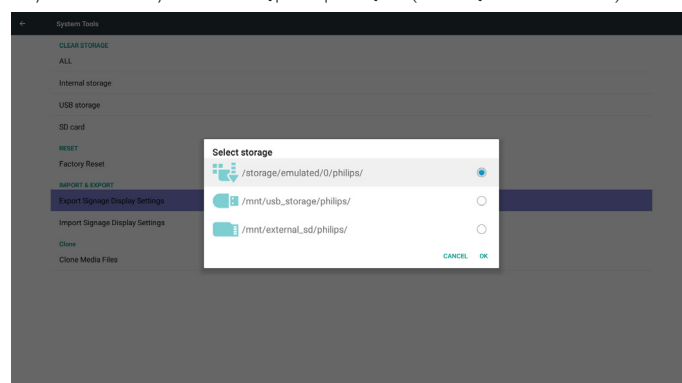 System Tools
CLEAR STORAGE
ALL
Internal storage
USB storage
SD card
RESET
Factory Reset
IMPORT & EXPORT
Export Signage Display Settings
Import Signage Display Settings
Clone
Clone Media Files
Select storage
/storage/emulated/0/philips/
/mnt/usb_storage/philips/
/mnt/external_sd/philips/
CANCEL OK